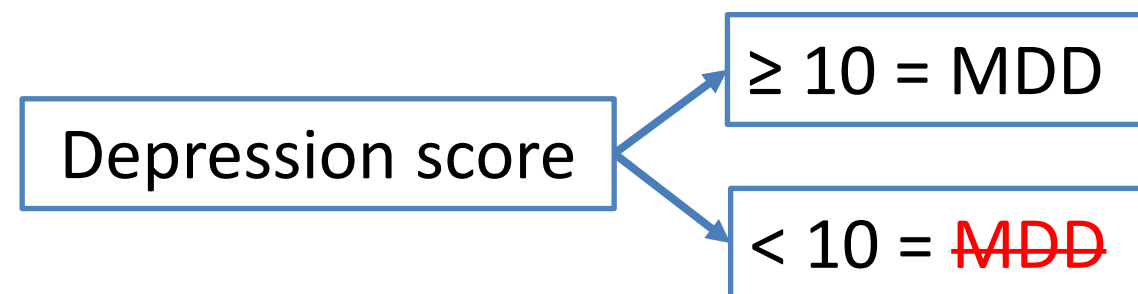 ≥ 10 = MDD
Depression score
< 10 = MDD